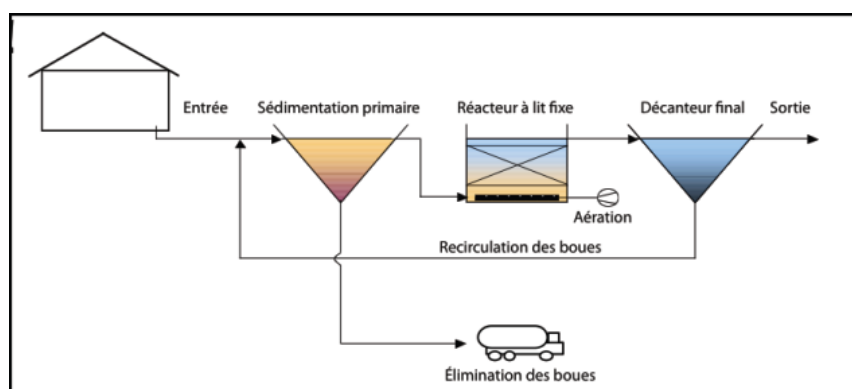 Entrée
Sédimentation primaire
Réacteur à lit fixe
Décanteur final
Sortie
Aération
Recirculation des boues
Élimination des boues